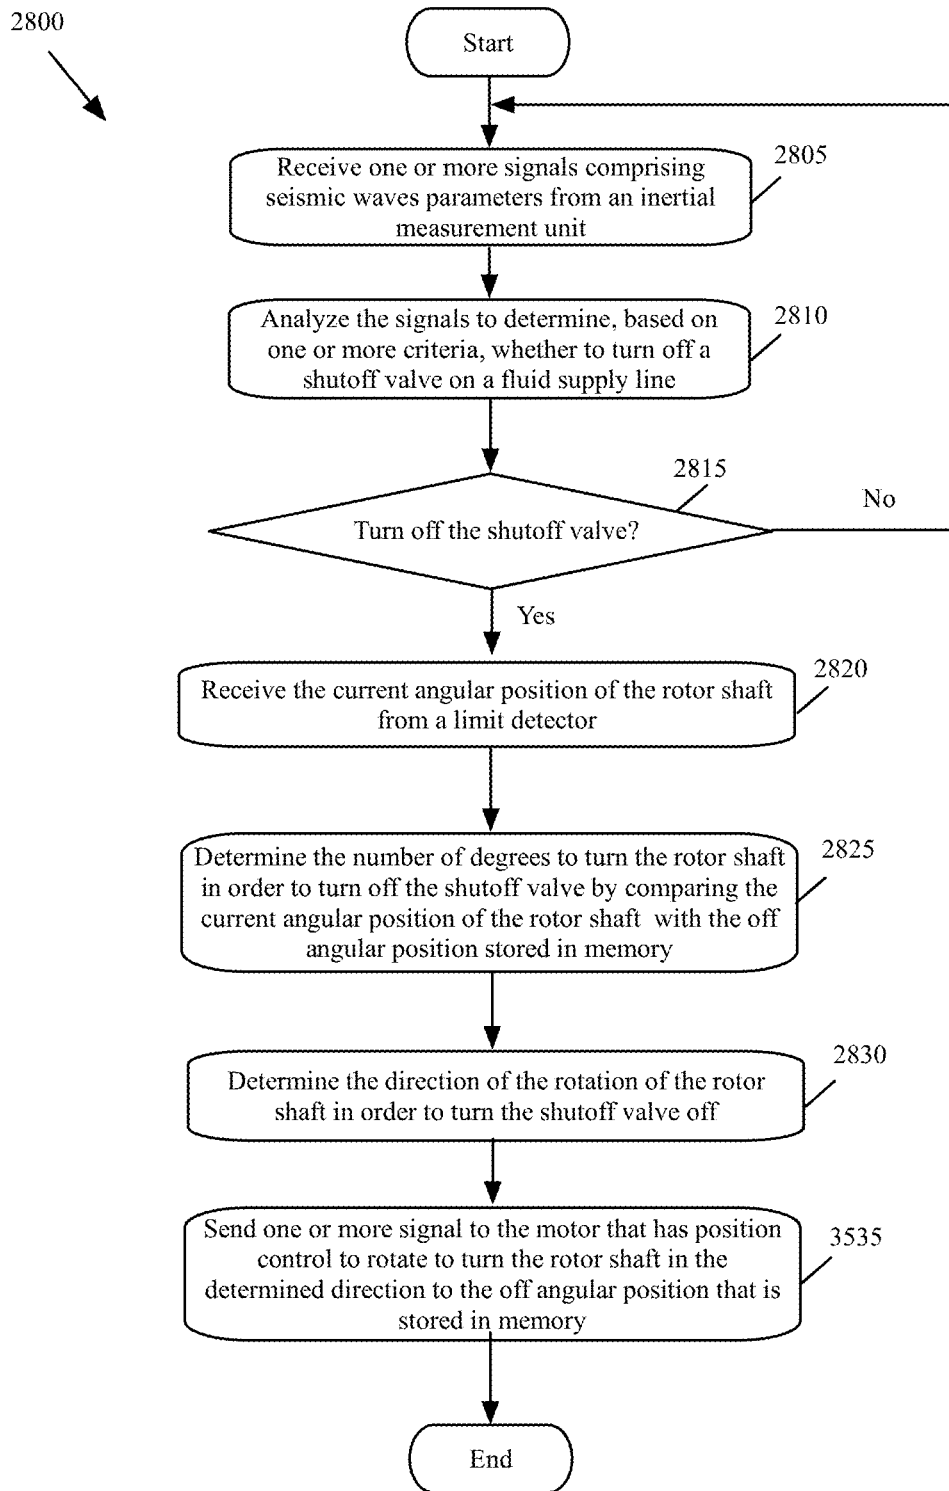 2800
Start
Receive one or more signals comprising
seismic waves parameters from an inertial
measurement unit
2805
Analyze the signals to determine, based on
one or more criteria, whether to turn off a
shutoff valve on a fluid supply line
2810
2815
Turn off the shutoff valve?
No
Yes
Receive the current angular position of the rotor shaft
from a limit detector
2820
Determine the number of degrees to turn the rotor shaft
in order to turn off the shutoff valve by comparing the
current angular position of the rotor shaft with the off
angular position stored in memory
2825
Determine the direction of the rotation of the rotor
shaft in order to turn the shutoff valve off
2830
Send one or more signal to the motor that has position
control to rotate to turn the rotor shaft in the
determined direction to the off angular position that is
stored in memory
3535
End